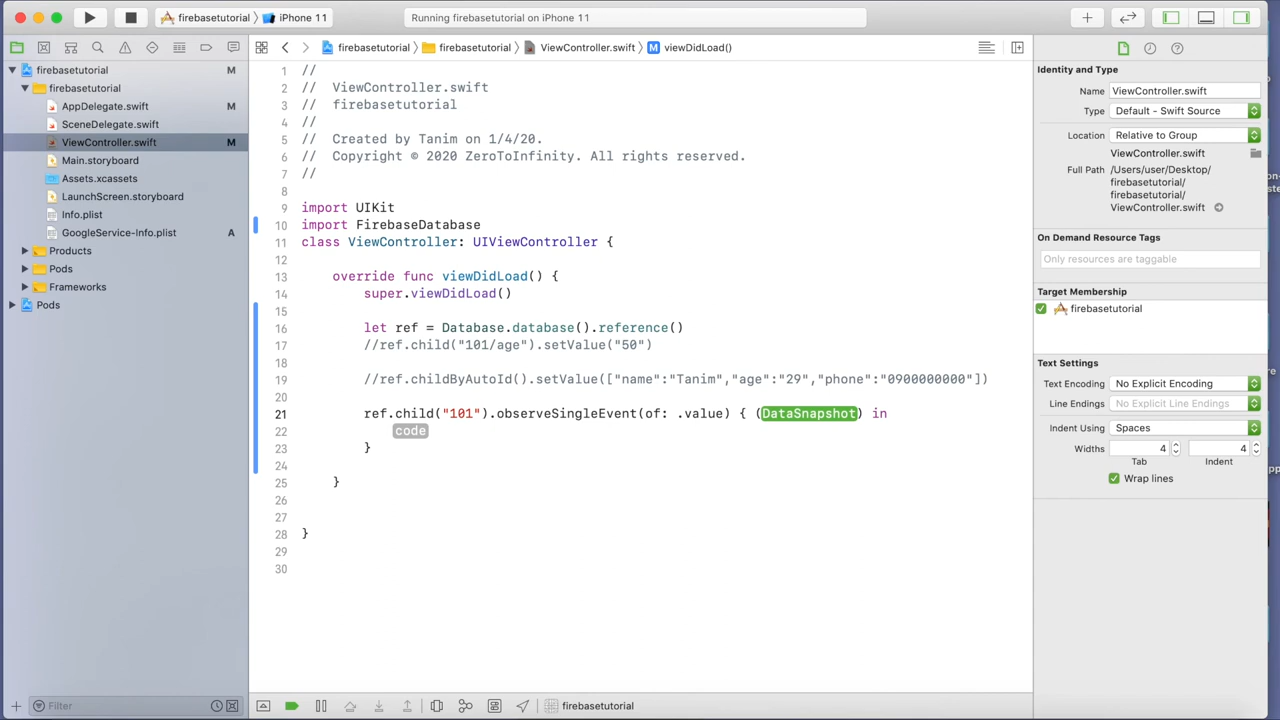 firebasetutorial iPhone 11
Running firebasetutorial on iPhone 11
firebasetutorial firebasetutorial ViewController.swift M viewDidLoad()
firebasetutorial M
firebasetutorial
AppDelegate.swift M
SceneDelegate.swift
ViewController.swift M
Main.storyboard
Assets.xcassets
LaunchScreen.storyboard
Info.plist
GoogleService-Info.plist A
Products
Pods
Frameworks
Pods
Filter
1 //
2 // ViewController.swift
3 // firebasetutorial
4 //
5 // Created by Tanim on 1/4/20.
6 // Copyright © 2020 ZeroToInfinity. All rights reserved.
7 //
8
9 import UIKit
10 import FirebaseDatabase
11 class ViewController: UIViewController {
12
13 override func viewDidLoad() {
14 super.viewDidLoad()
15
16 let ref = Database.database().reference()
17 //ref.child("101/age").setValue("50")
18
19 //ref.childByAutoId().setValue(["name":"Tanim","age":"29","phone":"0900000000"])
20
21 ref.child("101").observeSingleEvent(of: .value) { (DataSnapshot) in
22 code
23 }
24
25 }
26
27
28 }
29
30
firebasetutorial
Identity and Type
Name ViewController.swift
Type Default - Swift Source
Location Relative to Group
ViewController.swift
Full Path /Users/user/Desktop/
firebasetutorial/
firebasetutorial/
ViewController.swift
On Demand Resource Tags
Only resources are taggable
Target Membership
firebasetutorial
Text Settings
Text Encoding No Explicit Encoding
Line Endings No Explicit Line Endings
Indent Using Spaces
Widths 4 4
Tab Indent
Wrap lines